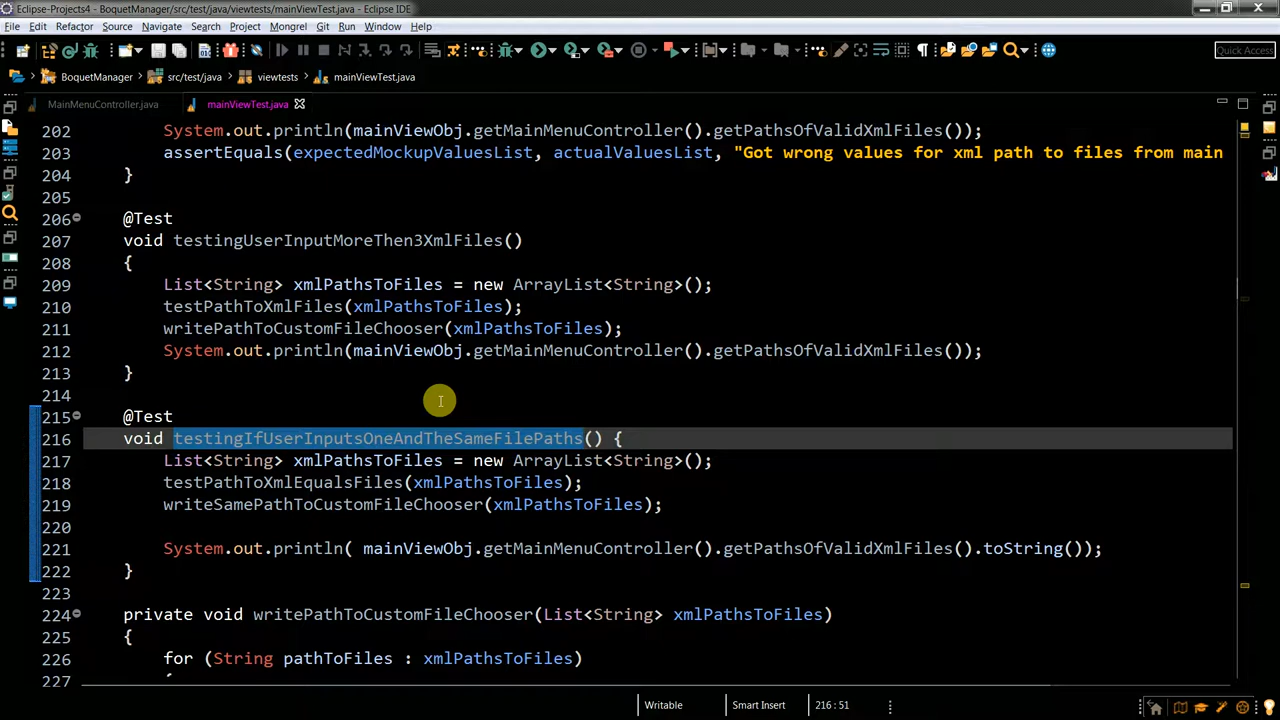 Eclipse-Projects4 - BoquetManager/src/test/java/viewtests/mainViewTest.java - Eclipse IDE
File Edit Refactor Source Navigate Search Project Mongrel Git Run Window Help
Quick Access
BoquetManager src/test/java viewtests mainViewTest.java
MainMenuController.java mainViewTest.java
202 System.out.println(mainViewObj.getMainMenuController().getPathsOfValidXmlFiles());
203 assertEquals(expectedMockupValuesList, actualValuesList, "Got wrong values for xml path to files from main
204 }
205
206 @Test
207 void testingUserInputMoreThen3XmlFiles()
208 {
209 List<String> xmlPathsToFiles = new ArrayList<String>();
210 testPathToXmlFiles(xmlPathsToFiles);
211 writePathToCustomFileChooser(xmlPathsToFiles);
212 System.out.println(mainViewObj.getMainMenuController().getPathsOfValidXmlFiles());
213 }
214
215 @Test
216 void testingIfUserInputsOneAndTheSameFilePaths() {
217 List<String> xmlPathsToFiles = new ArrayList<String>();
218 testPathToXmlEqualsFiles(xmlPathsToFiles);
219 writeSamePathToCustomFileChooser(xmlPathsToFiles);
220
221 System.out.println( mainViewObj.getMainMenuController().getPathsOfValidXmlFiles().toString());
222 }
223
224 private void writePathToCustomFileChooser(List<String> xmlPathsToFiles)
225 {
226 for (String pathToFiles : xmlPathsToFiles)
227
Writable Smart Insert 216 : 51